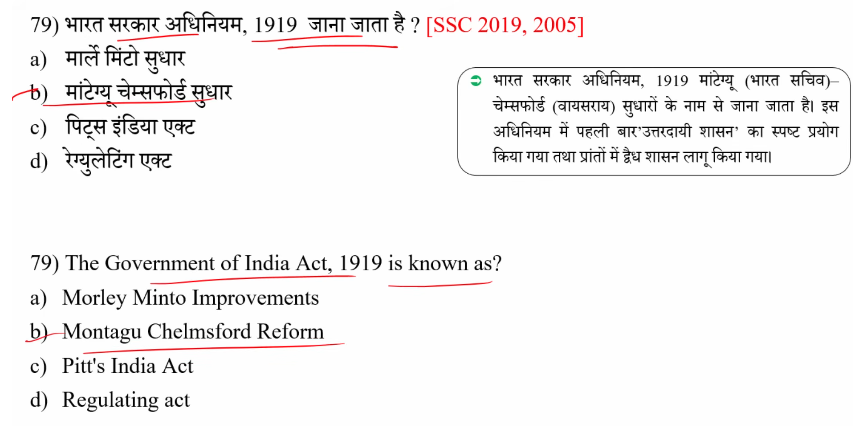 79) भारत सरकार अधिनियम, 1919 जाना जाता है ? [SSC 2019, 2005]
a) मार्ले मिंटो सुधार
b) मांटेग्यू चेम्सफोर्ड सुधार
c) पिट्स इंडिया एक्ट
d) रेग्युलेटिंग एक्ट
भारत सरकार अधिनियम, 1919 मांटेग्यू (भारत सचिव)–
चेम्सफोर्ड (वायसराय) सुधारों के नाम से जाना जाता है। इस
अधिनियम में पहली बार'उत्तरदायी शासन' का स्पष्ट प्रयोग
किया गया तथा प्रांतों में द्वैध शासन लागू किया गया।
79) The Government of India Act, 1919 is known as?
a) Morley Minto Improvements
b) Montagu Chelmsford Reform
c) Pitt's India Act
d) Regulating act